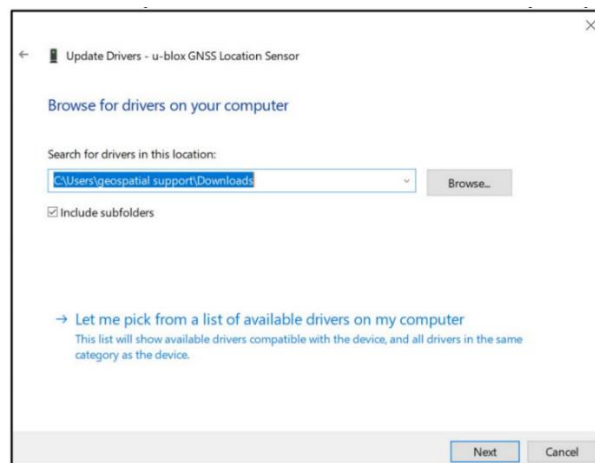 Update Drivers - u-blox GNSS Location Sensor
Browse for drivers on your computer
Search for drivers in this location:
C:\Users\geospatial support\Downloads
Browse...
Include subfolders
Let me pick from a list of available drivers on my computer
This list will show available drivers compatible with the device, and all drivers in the same
category as the device.
Next
Cancel